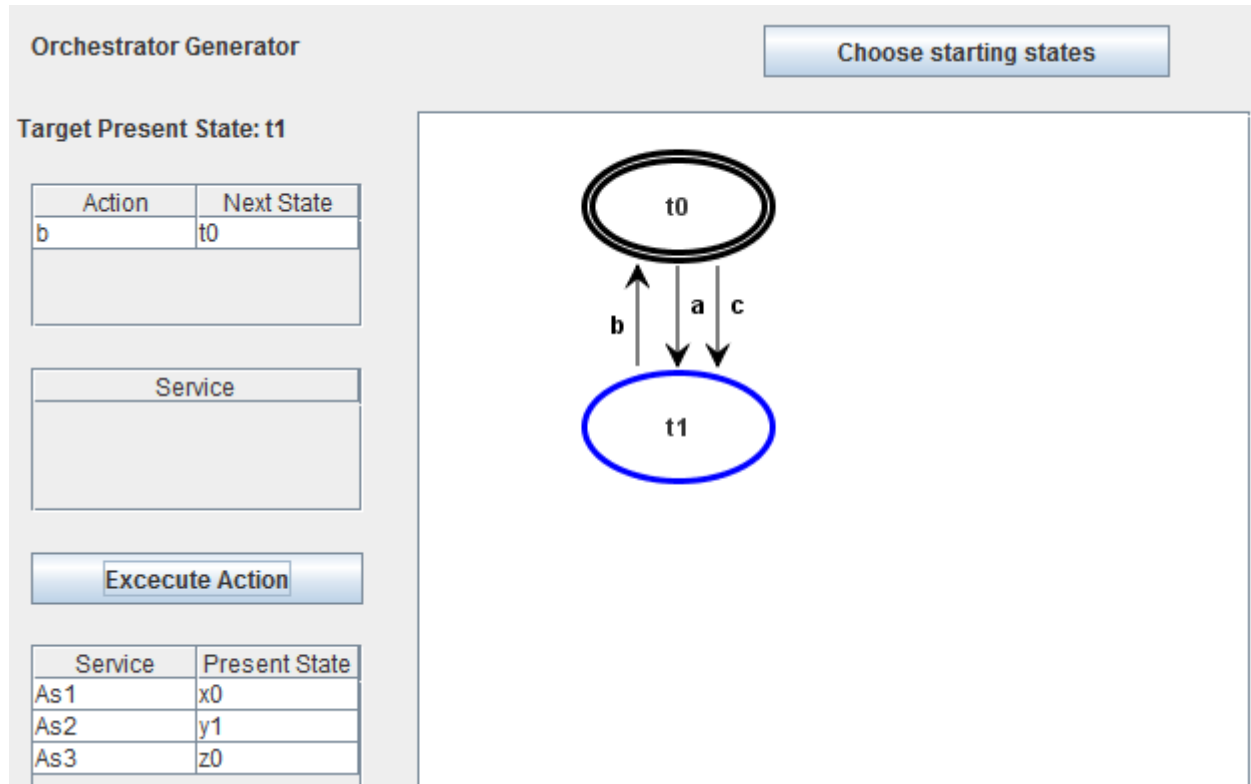 Orchestrator Generator
Choose starting states
Target Present State: t1
Action Next State
b t0
Service
Excecute Action
Service Present State
As1 x0
As2 y1
As3 z0
t0
b a c
t1